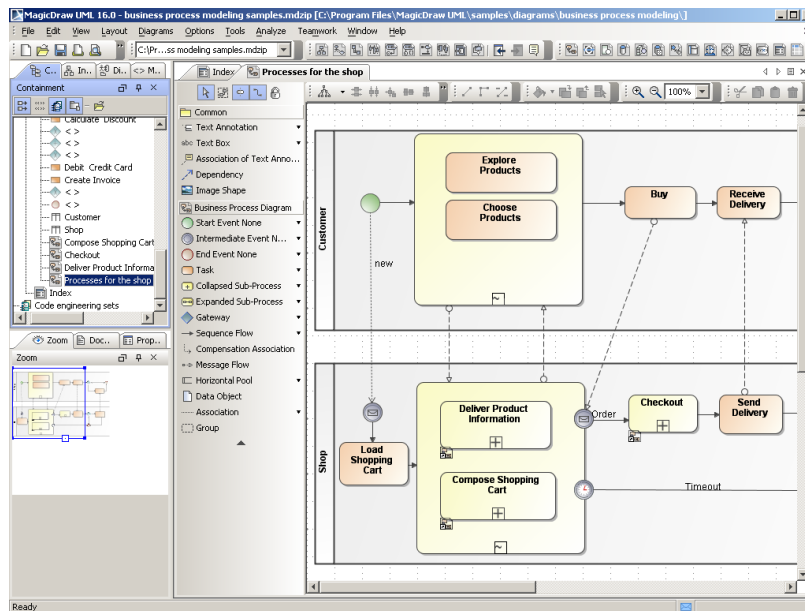 MagicDraw UML 16.0 - business process modeling samples.mdzip [C:\Program Files\MagicDraw UML\samples\diagrams\business process modeling\]
File Edit View Layout Diagrams Options Tools Analyze Teamwork Window Help
C:\Pr...ss modeling samples.mdzip
C.. In.. Di.. <> M...
Index Processes for the shop
Containment
100%
Calculate Discount
< >
< >
< >
Debit Credit Card
Create Invoice
< >
< >
Customer
Shop
Compose Shopping Cart
Checkout
Deliver Product Informa
Processes for the shop
Index
Code engineering sets
Zoom Doc.. Prop...
Zoom
Common
Text Annotation
abc Text Box
Association of Text Anno...
Dependency
Image Shape
Business Process Diagram
Start Event None
Intermediate Event N...
End Event None
Task
Collapsed Sub-Process
Expanded Sub-Process
Gateway
Sequence Flow
Compensation Association
Message Flow
Horizontal Pool
Data Object
Association
Group
Customer
Explore
Products
Choose
Products
Buy
Receive
Delivery
new
~
Shop
Load
Shopping
Cart
Deliver Product
Information
Compose Shopping
Cart
Order
Checkout
Send
Delivery
Timeout
~
Ready